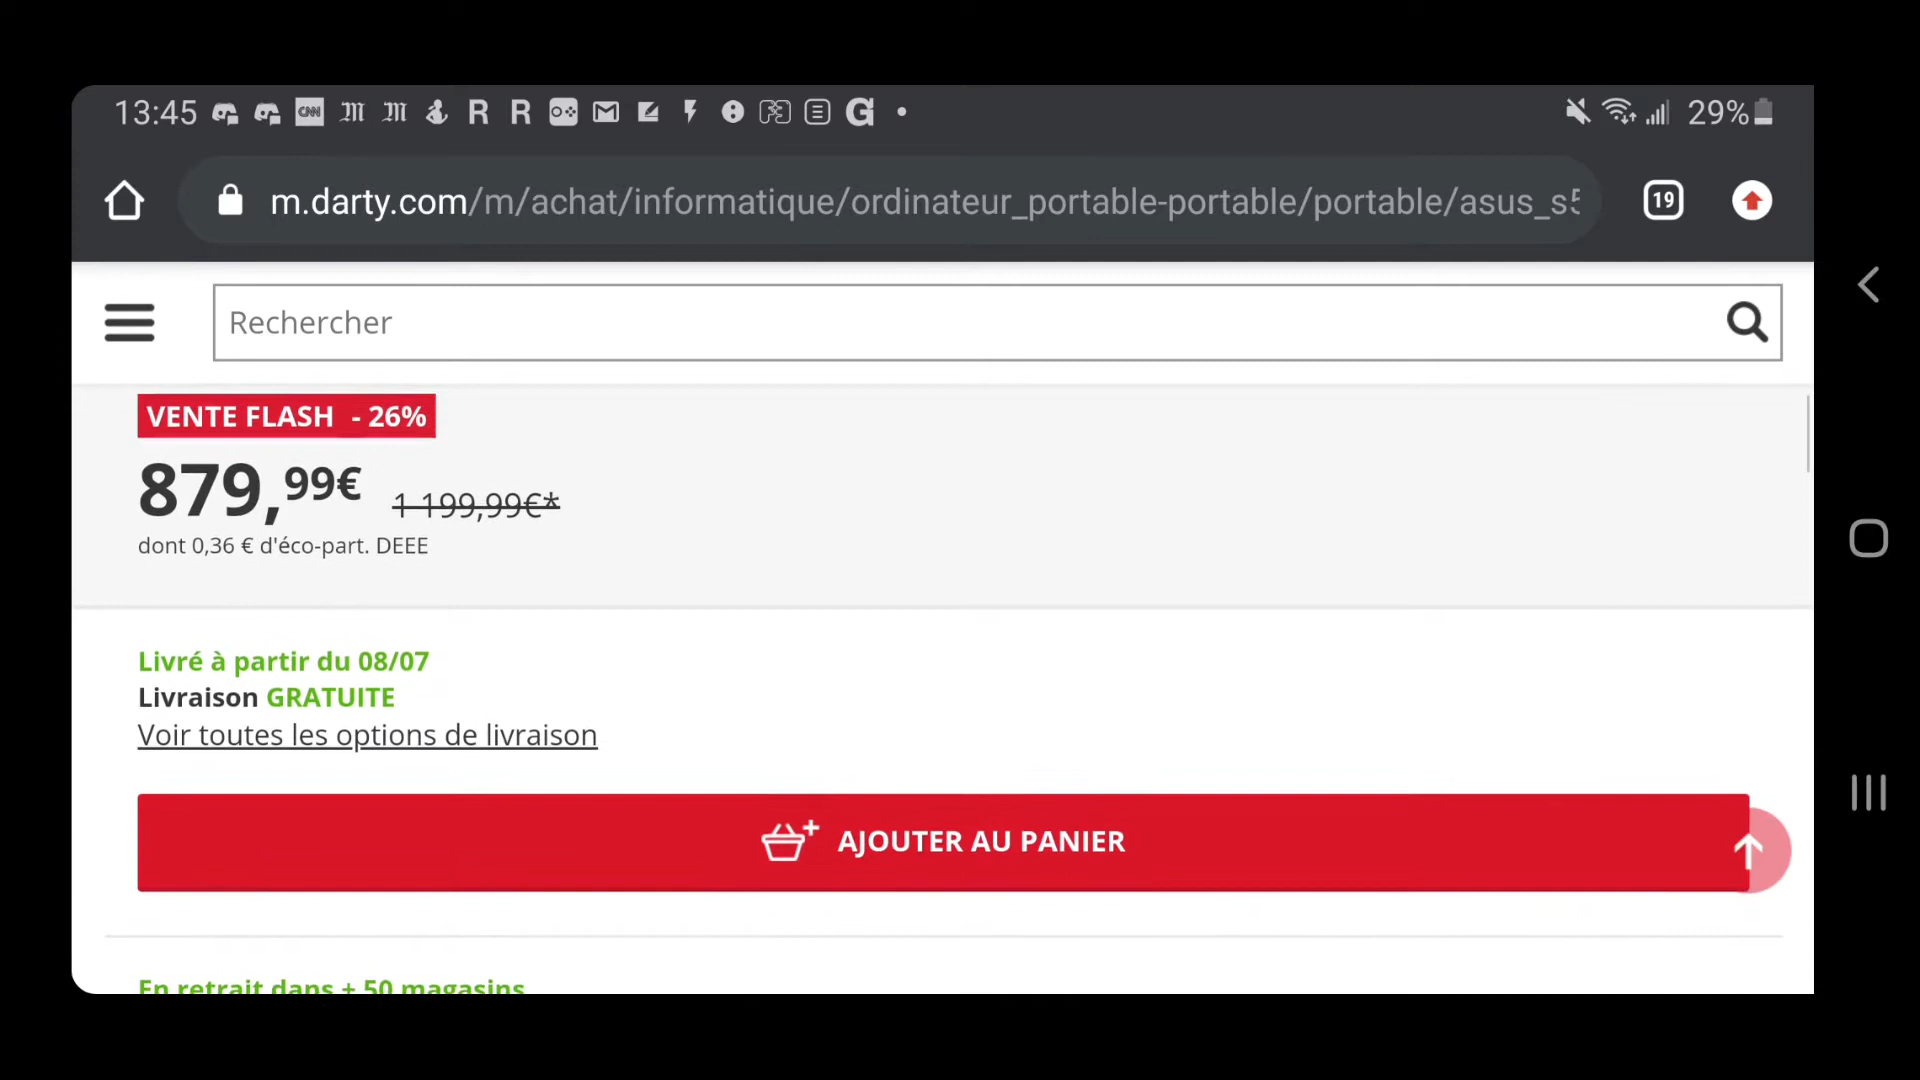 13:45 CNN M M R R G 29%
m.darty.com/m/achat/informatique/ordinateur_portable-portable/portable/asus_s5
19
Rechercher
VENTE FLASH - 26%
879,99€ 1 199,99€*
dont 0,36 € d'éco-part. DEEE
Livré à partir du 08/07
Livraison GRATUITE
Voir toutes les options de livraison
AJOUTER AU PANIER
En retrait dans + 50 magasins